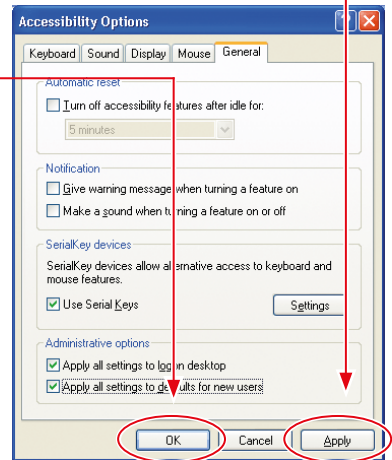 Accessibility Options
Keyboard Sound Display Mouse General
Automatic reset
Turn off accessibility features after idle for:
5 minutes
Notification
Give warning message when turning a feature on
Make a sound when turning a feature on or off
SerialKey devices
SerialKey devices allow alternative access to keyboard and
mouse features.
Use Serial Keys Settings
Administrative options
Apply all settings to logon desktop
Apply all settings to defaults for new users
OK Cancel Apply